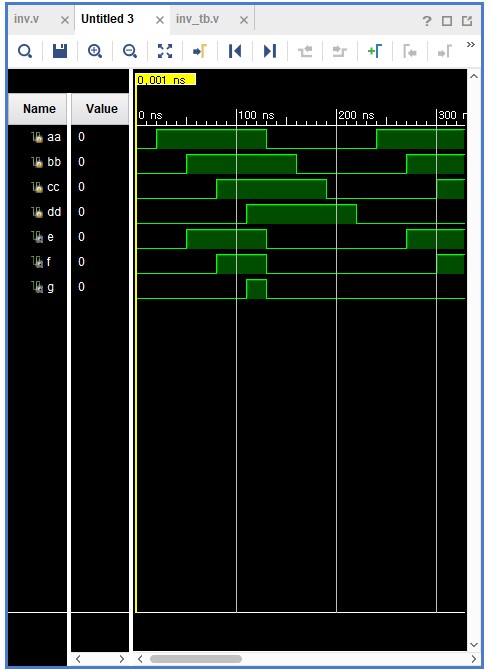 inv.v × Untitled 3 × inv_tb.v × ?
0,001 ns
Name Value
0 ns 100 ns 200 ns 300 n
aa 0
bb 0
cc 0
dd 0
e 0
f 0
g 0